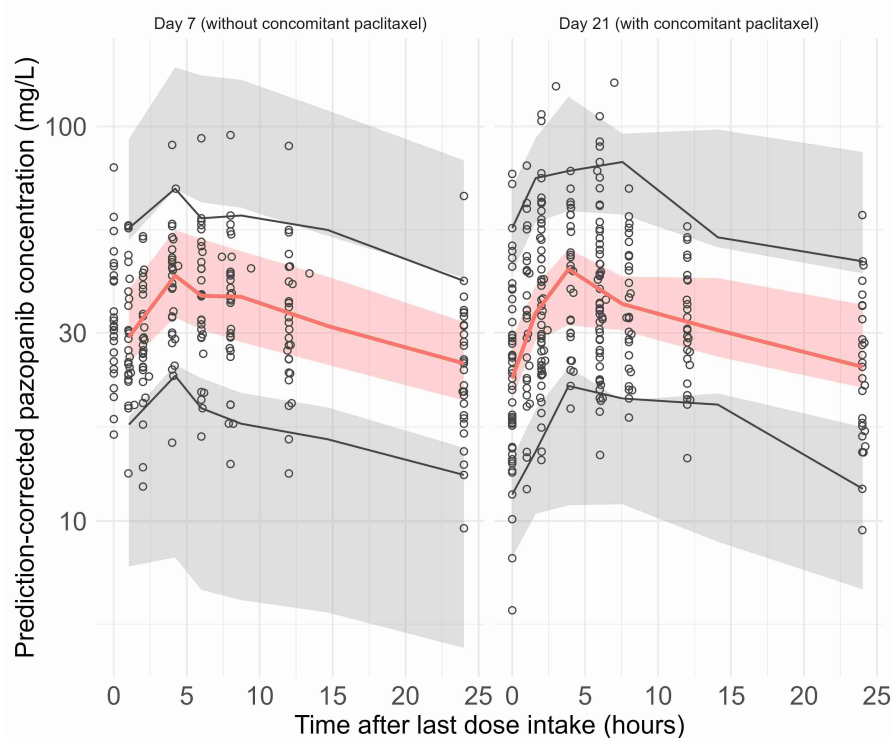 Day 7 (without concomitant paclitaxel)
Day 21 (with concomitant paclitaxel)
Prediction-corrected pazopanib concentration (mg/L)
100
30
10
0 5 10 15 20 25
0 5 10 15 20 25
Time after last dose intake (hours)